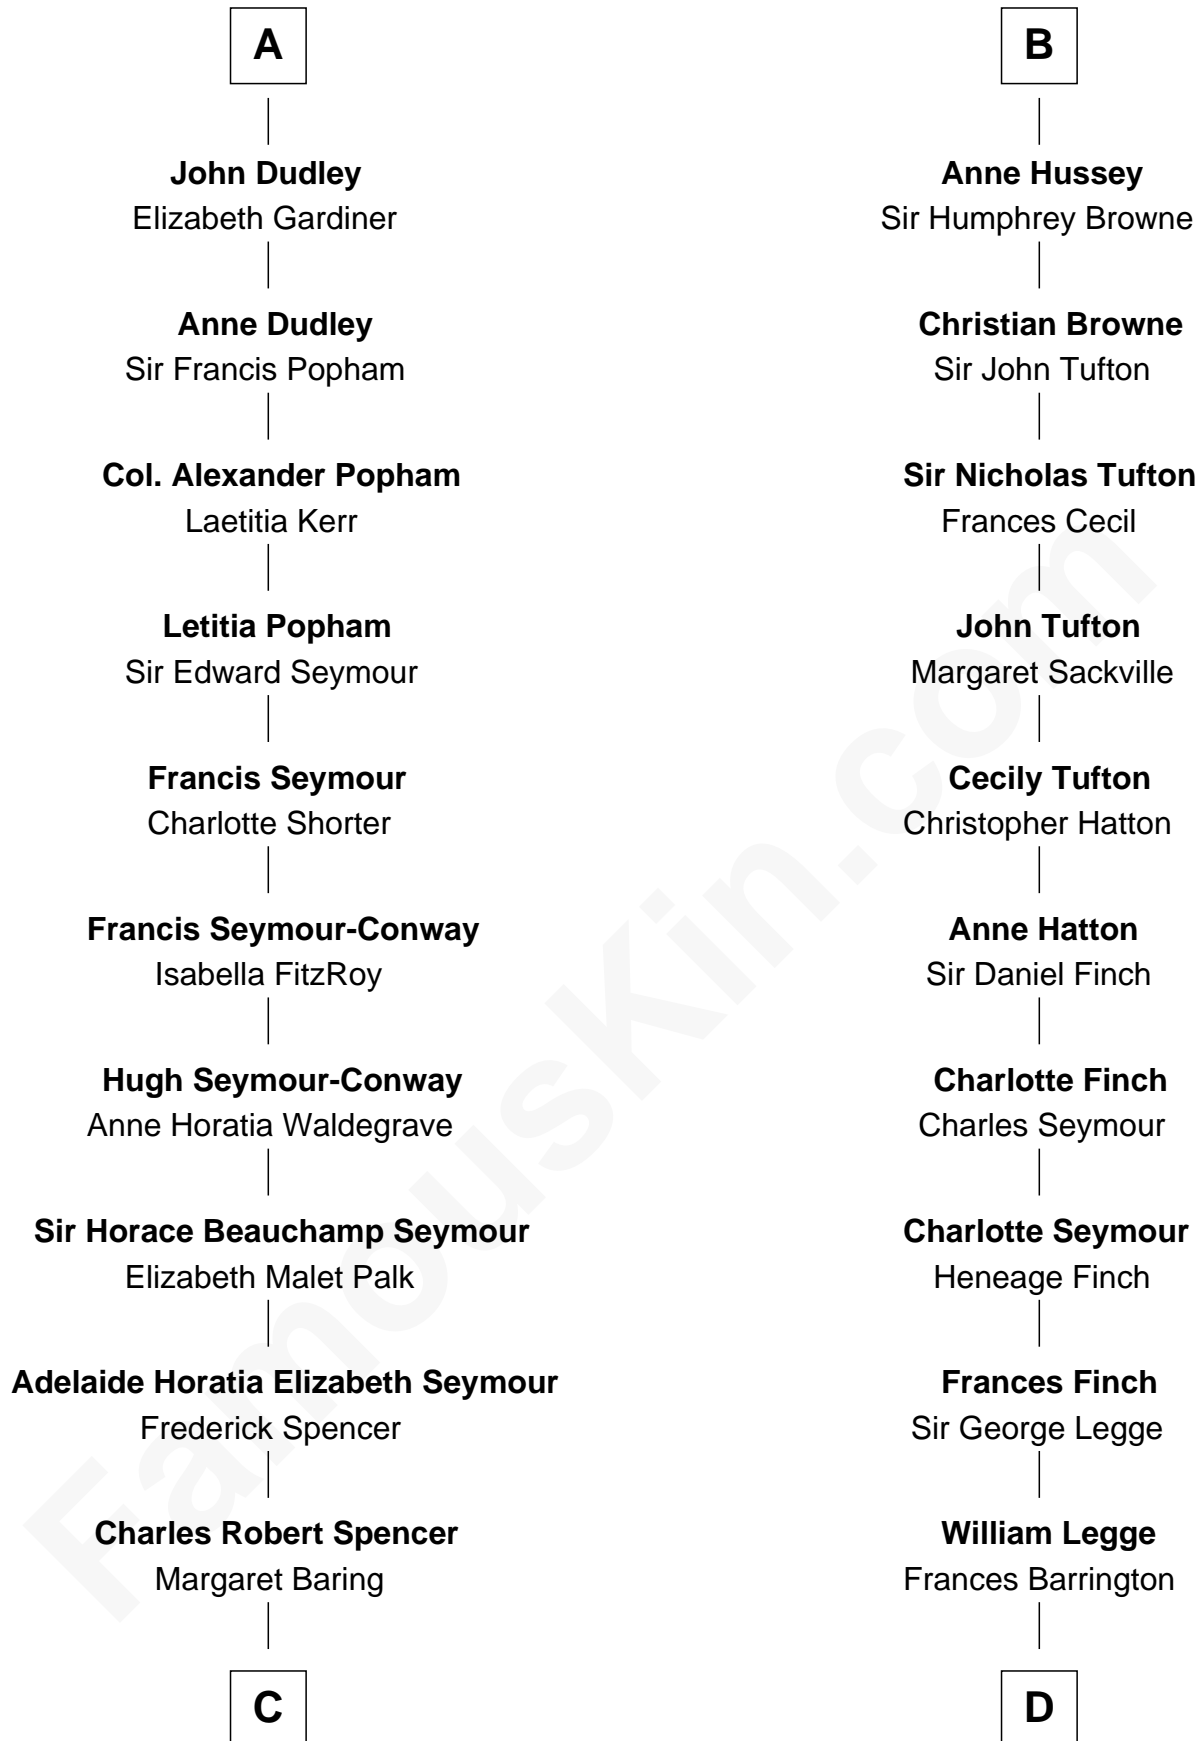 A
John Dudley
Elizabeth Gardiner
Anne Dudley
Sir Francis Popham
Col. Alexander Popham
Laetitia Kerr
Letitia Popham
Sir Edward Seymour
Francis Seymour
Charlotte Shorter
Francis Seymour-Conway
Isabella FitzRoy
Hugh Seymour-Conway
Anne Horatia Waldegrave
Sir Horace Beauchamp Seymour
Elizabeth Malet Palk
Adelaide Horatia Elizabeth Seymour
Frederick Spencer
Charles Robert Spencer
Margaret Baring
C
B
Anne Hussey
Sir Humphrey Browne
Christian Browne
Sir John Tufton
Sir Nicholas Tufton
Frances Cecil
John Tufton
Margaret Sackville
Cecily Tufton
Christopher Hatton
Anne Hatton
Sir Daniel Finch
Charlotte Finch
Charles Seymour
Charlotte Seymour
Heneage Finch
Frances Finch
Sir George Legge
William Legge
Frances Barrington
D
FamousKin.com